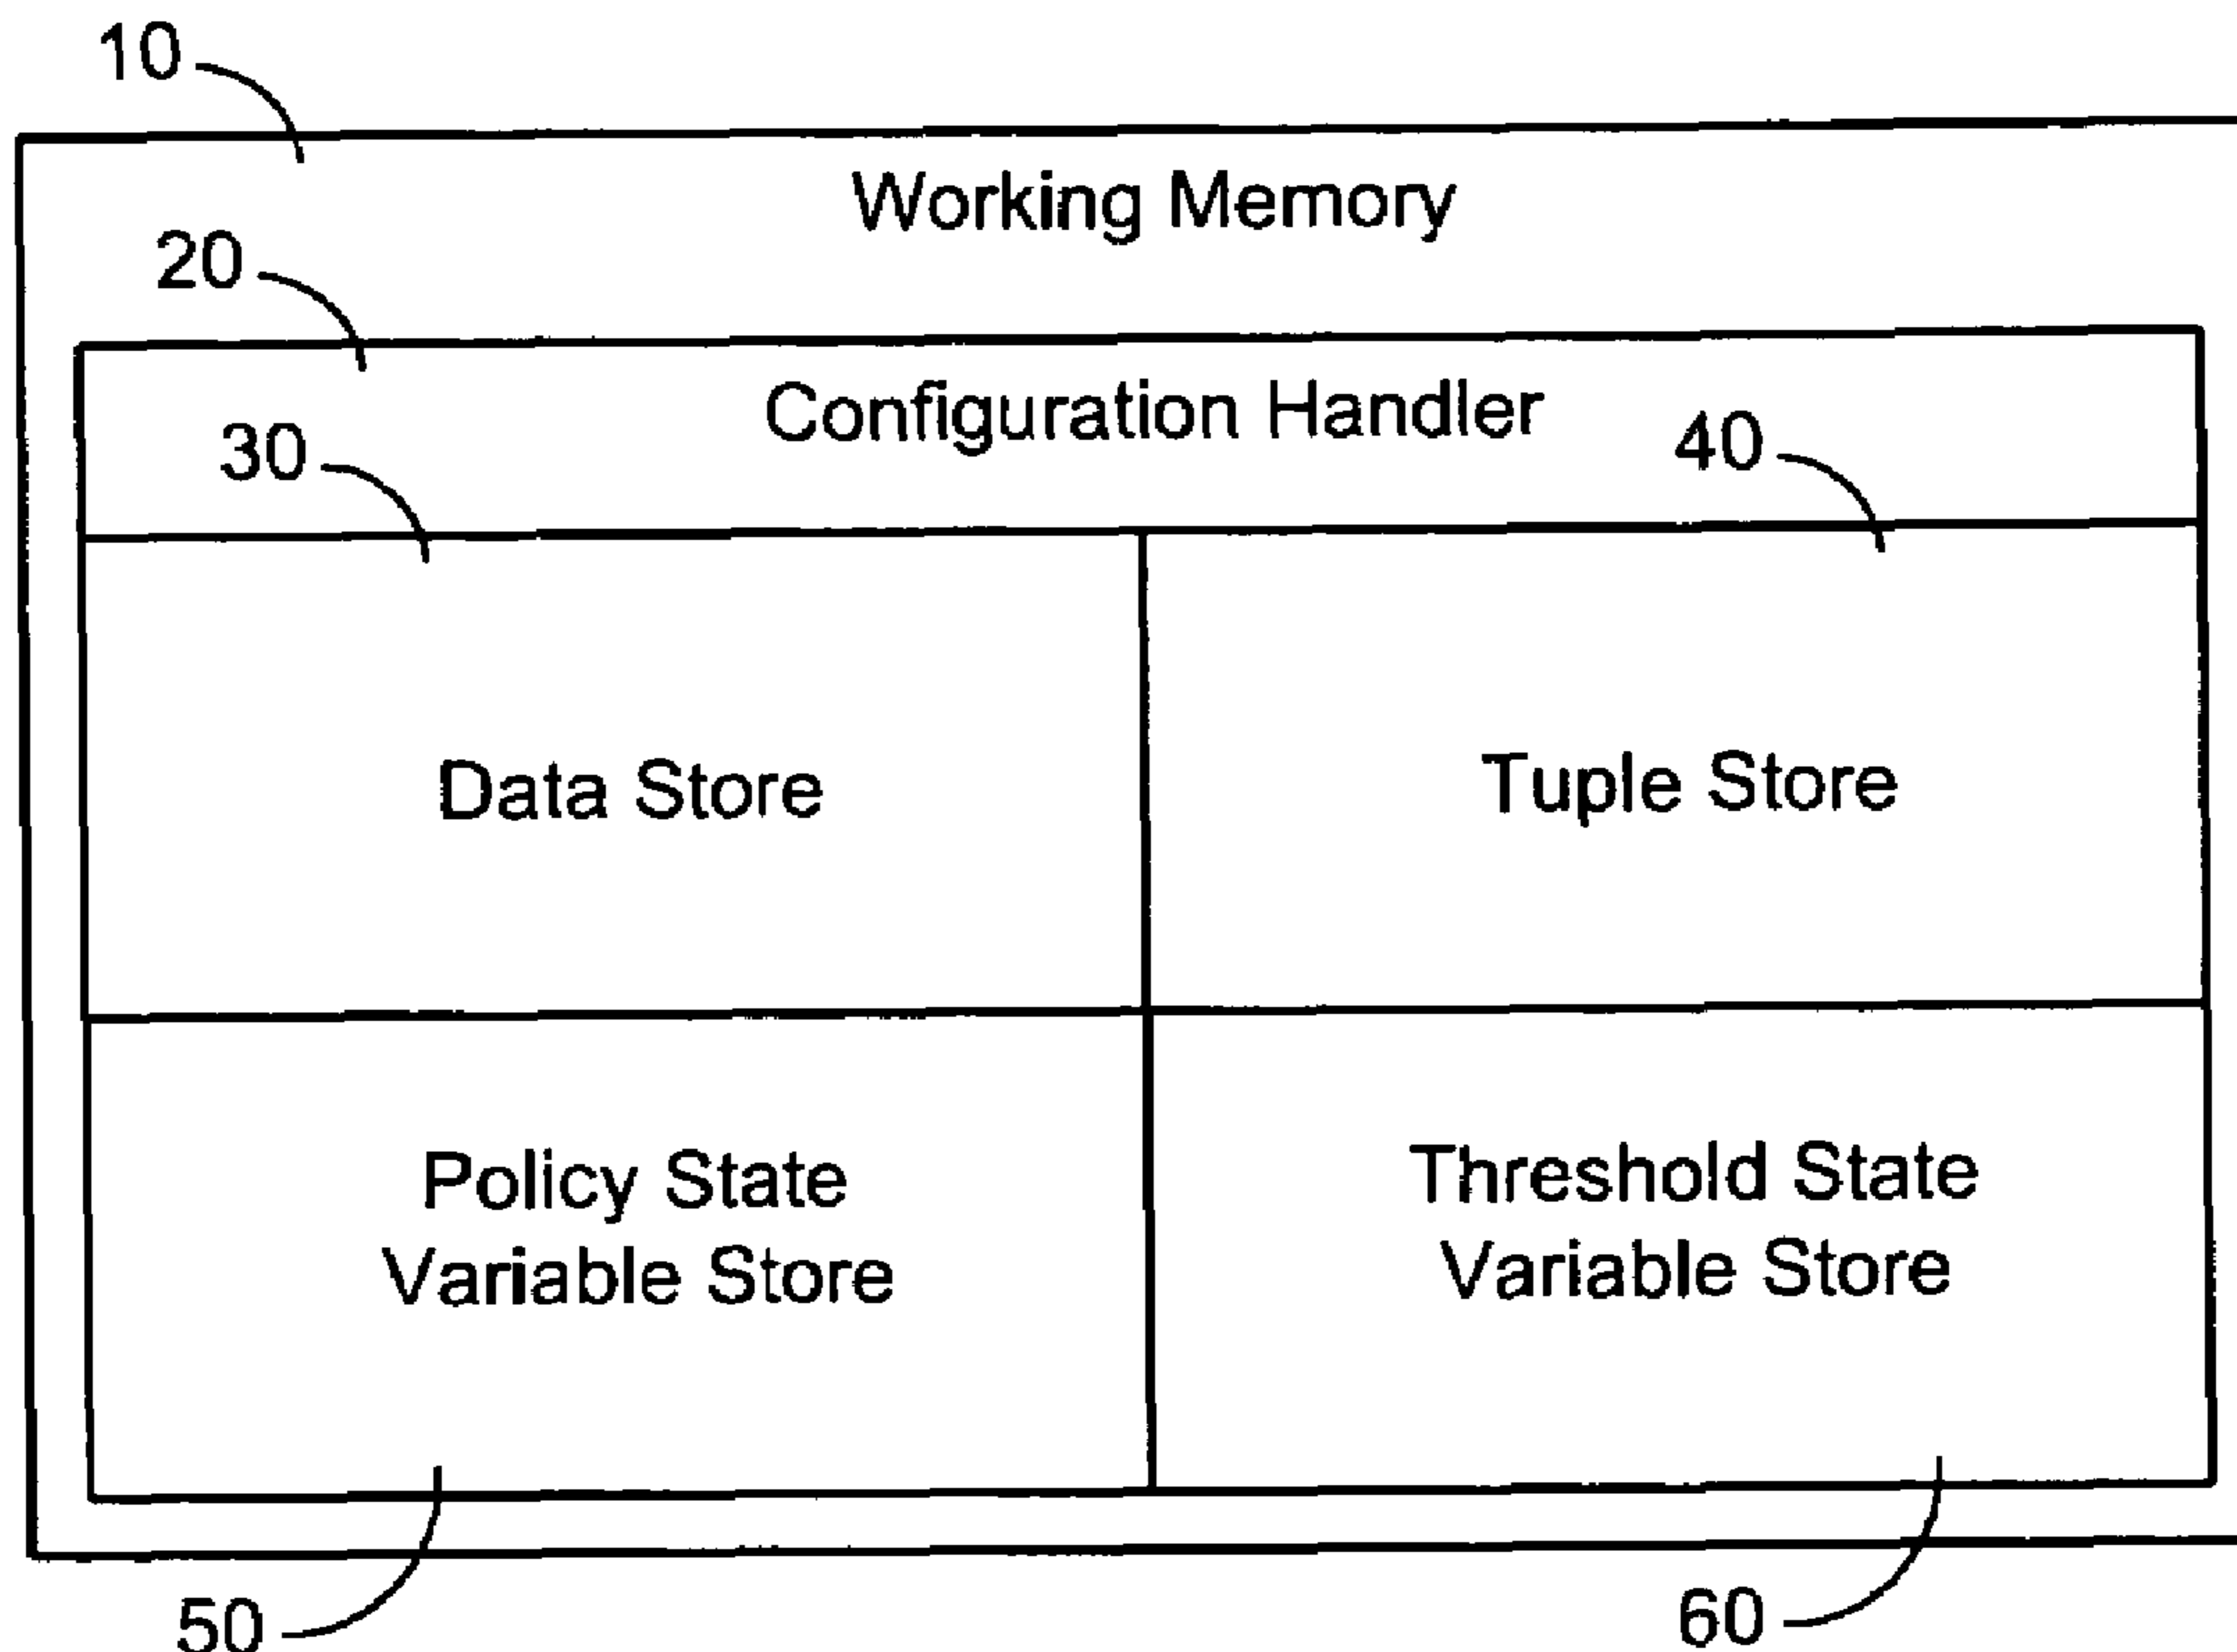 10
Working Memory
20
Configuration Handler
30
40
Data Store
Tuple Store
Policy State
Variable Store
Threshold State
Variable Store
50
60